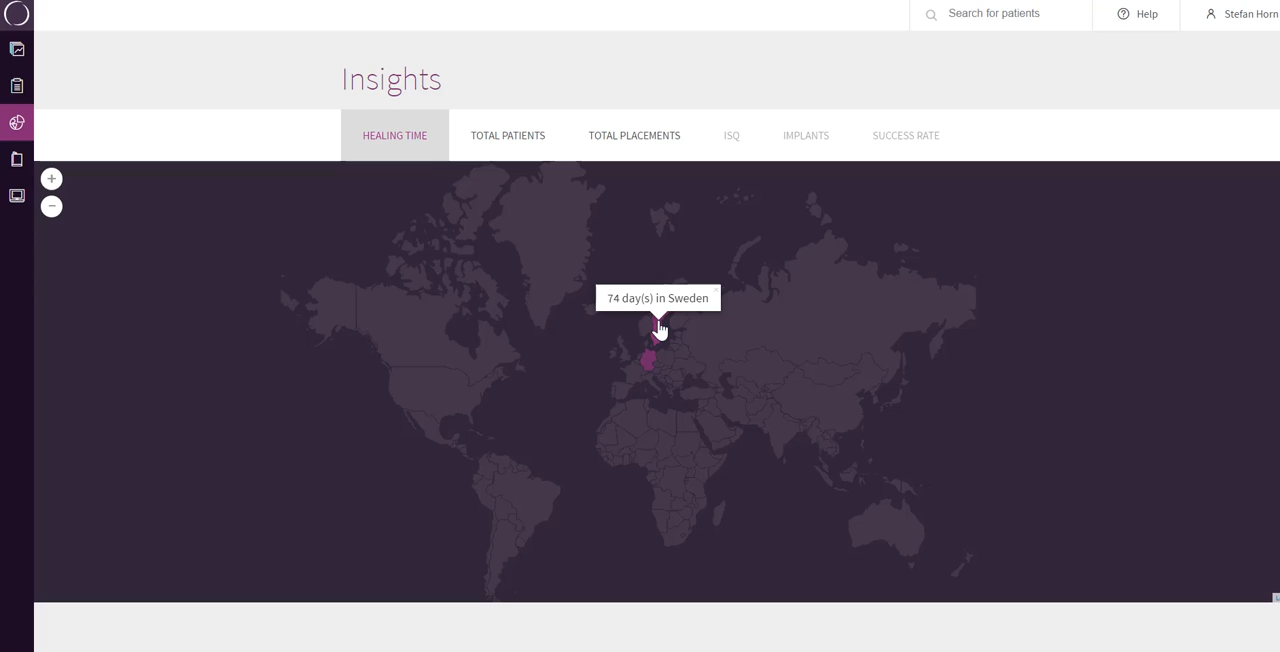 Search for patients
Help
Stefan Horn
Insights
HEALING TIME
TOTAL PATIENTS
TOTAL PLACEMENTS
ISQ
IMPLANTS
SUCCESS RATE
+
−
74 day(s) in Sweden